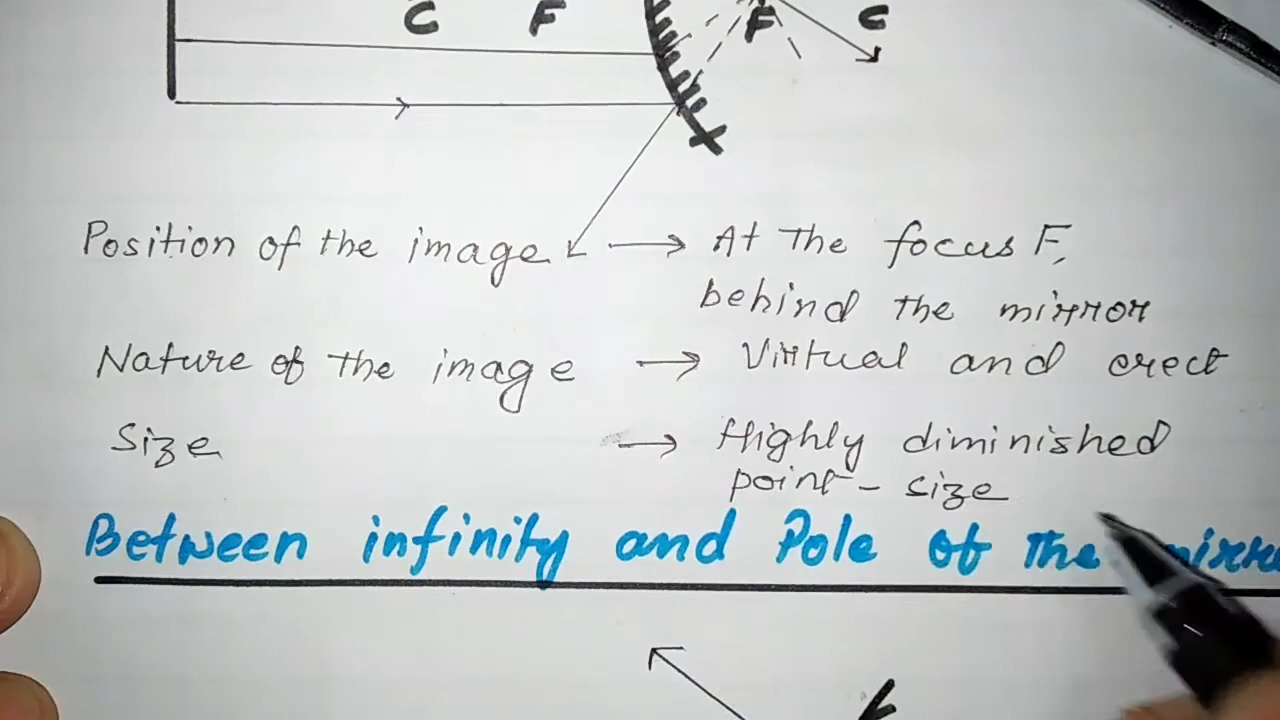 C F F C
Position of the image → At the focus F,
behind the mirror
Nature of the image → Virtual and erect
Size → Highly diminished
point - size
Between infinity and Pole of the